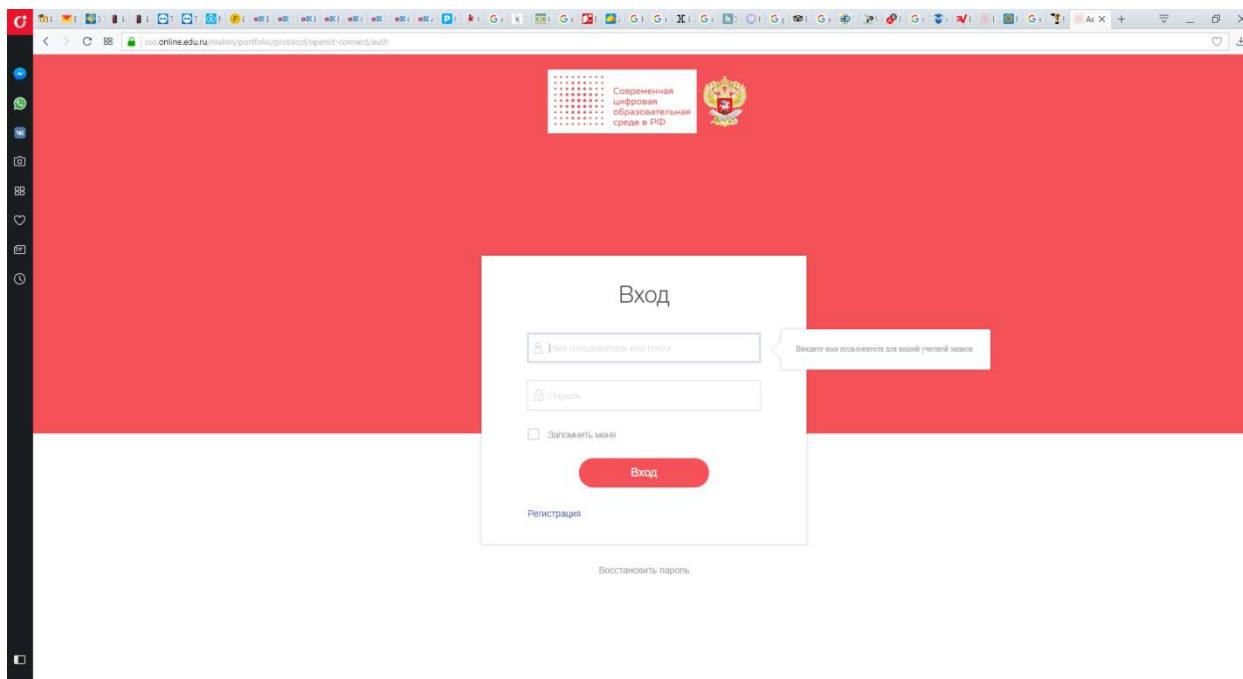 sso.online.edu.ru/realms/portfolio/protocol/openid-connect/auth
Современная
цифровая
образовательная
среда в РФ
Вход
Имя пользователя или почта
Введите имя пользователя для вашей учетной записи
Пароль
Запомнить меня
Вход
Регистрация
Восстановить пароль